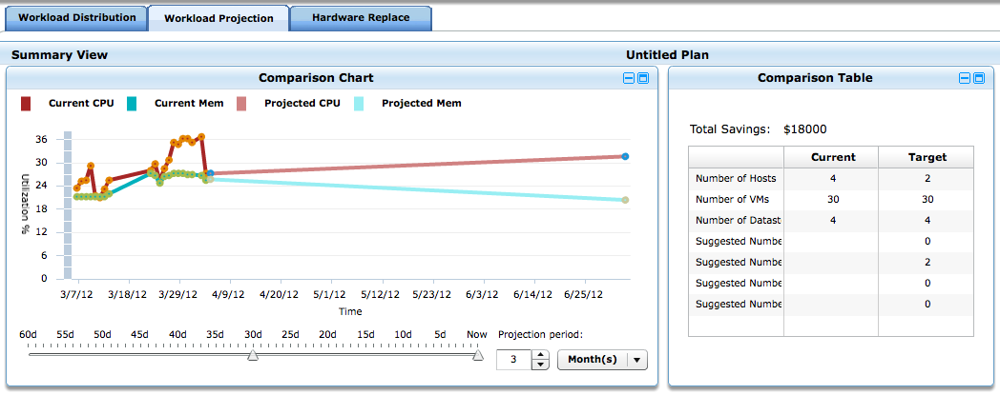 Workload Distribution Workload Projection Hardware Replace
Summary View Untitled Plan
Comparison Chart
Current CPU Current Mem Projected CPU Projected Mem
% Utilization
36
30
24
18
12
6
0
3/7/12 3/18/12 3/29/12 4/9/12 4/20/12 5/1/12 5/12/12 5/23/12 6/3/12 6/14/12 6/25/12
Time
60d 55d 50d 45d 40d 35d 30d 25d 20d 15d 10d 5d Now Projection period:
3 Month(s)
Comparison Table
Total Savings: $18000
Current Target
Number of Hosts 4 2
Number of VMs 30 30
Number of Datast 4 4
Suggested Numbe 0
Suggested Numbe 2
Suggested Numbe 0
Suggested Numbe 0